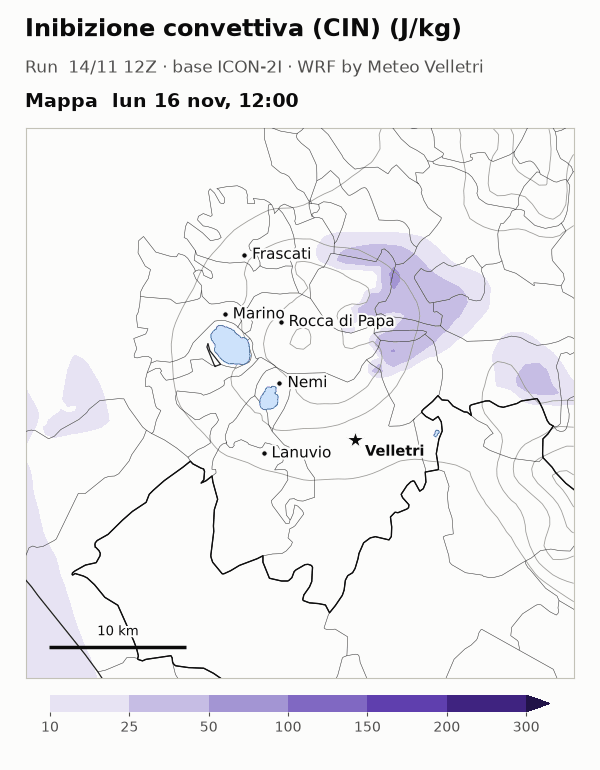 Inibizione convettiva (CIN) (J/kg)
Run  14/11 12Z · base ICON-2I · WRF by Meteo Velletri
Mappa  lun 16 nov, 12:00
Frascati
Marino
Rocca di Papa
Nemi
Velletri
Lanuvio
10 km
10 25 50 100 150 200 300